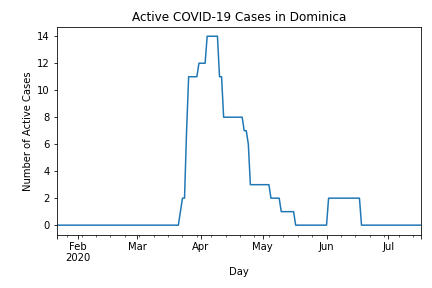 Active COVID-19 Cases in Dominica
14
12
10
8
6
4
2
0
Number of Active Cases
Feb Mar Apr May Jun Jul
2020
Day